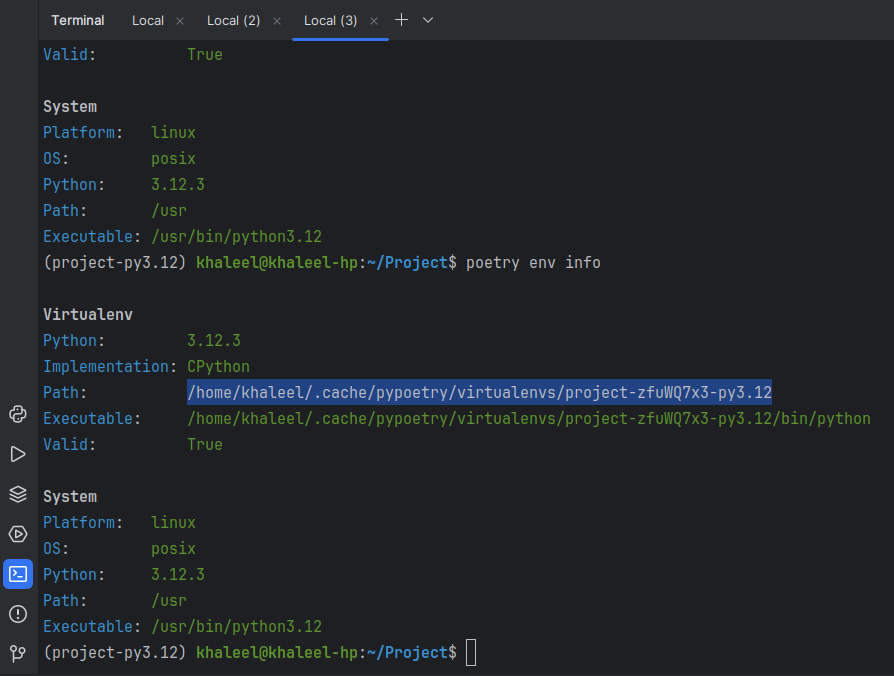 Terminal Local Local (2) Local (3)
Valid: True
System
Platform: linux
OS: posix
Python: 3.12.3
Path: /usr
Executable: /usr/bin/python3.12
(project-py3.12) khaleel@khaleel-hp:~/Project$ poetry env info
Virtualenv
Python: 3.12.3
Implementation: CPython
Path: /home/khaleel/.cache/pypoetry/virtualenvs/project-zfuWQ7x3-py3.12
Executable: /home/khaleel/.cache/pypoetry/virtualenvs/project-zfuWQ7x3-py3.12/bin/python
Valid: True
System
Platform: linux
OS: posix
Python: 3.12.3
Path: /usr
Executable: /usr/bin/python3.12
(project-py3.12) khaleel@khaleel-hp:~/Project$